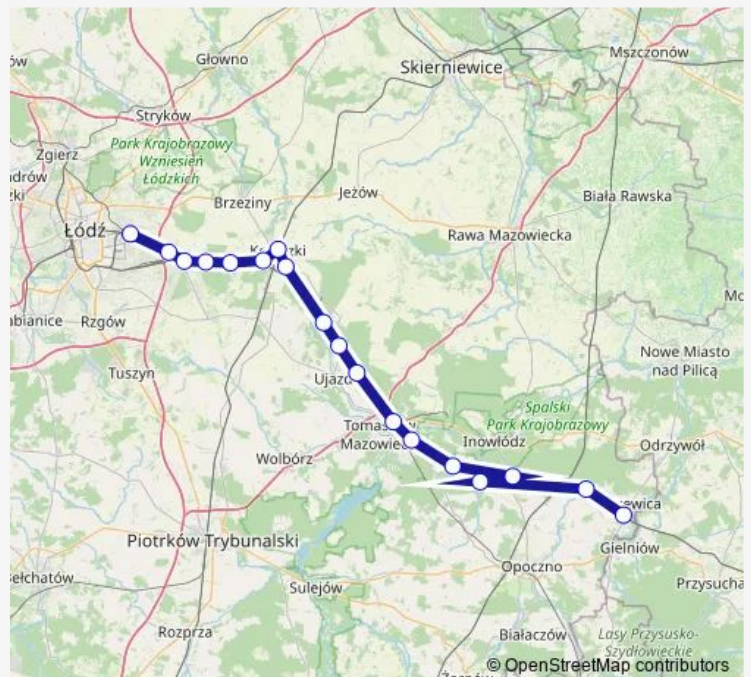 Mszczonów
Głowno
Skierniewice
Stryków
Park Krajobrazowy
Wzniesień
Łódzkich
Zgierz
Brzeziny
Jeżów
Biała Rawska
Łódź
Rawa Mazowiecka
Rzgów
Nowe Miasto
nad Pilicą
Tuszyn
Spalski
Park Krajobrazowy
Inowłódz
Odrzywół
Wolbórz
Piotrków Trybunalski
Gielniów
Opoczno
Sulejów
Przysucha
Rozprza
Białaczów
Lasy Przysusko-
Szydłowieckie
© OpenStreetMap contributors